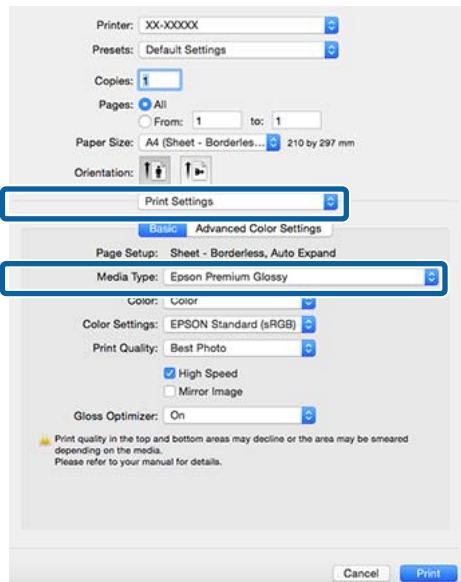 Printer: XX-XXXXX
Presets: Default Settings
Copies: 1
Pages: All
From: 1 to: 1
Paper Size: A4 (Sheet - Borderles... 210 by 297 mm
Orientation:
Print Settings
Basic Advanced Color Settings
Page Setup: Sheet - Borderless, Auto Expand
Media Type: Epson Premium Glossy
Color: Color
Color Settings: EPSON Standard (sRGB)
Print Quality: Best Photo
High Speed
Mirror Image
Gloss Optimizer: On
Print quality in the top and bottom areas may decline or the area may be smeared
depending on the media.
Please refer to your manual for details.
Cancel Print